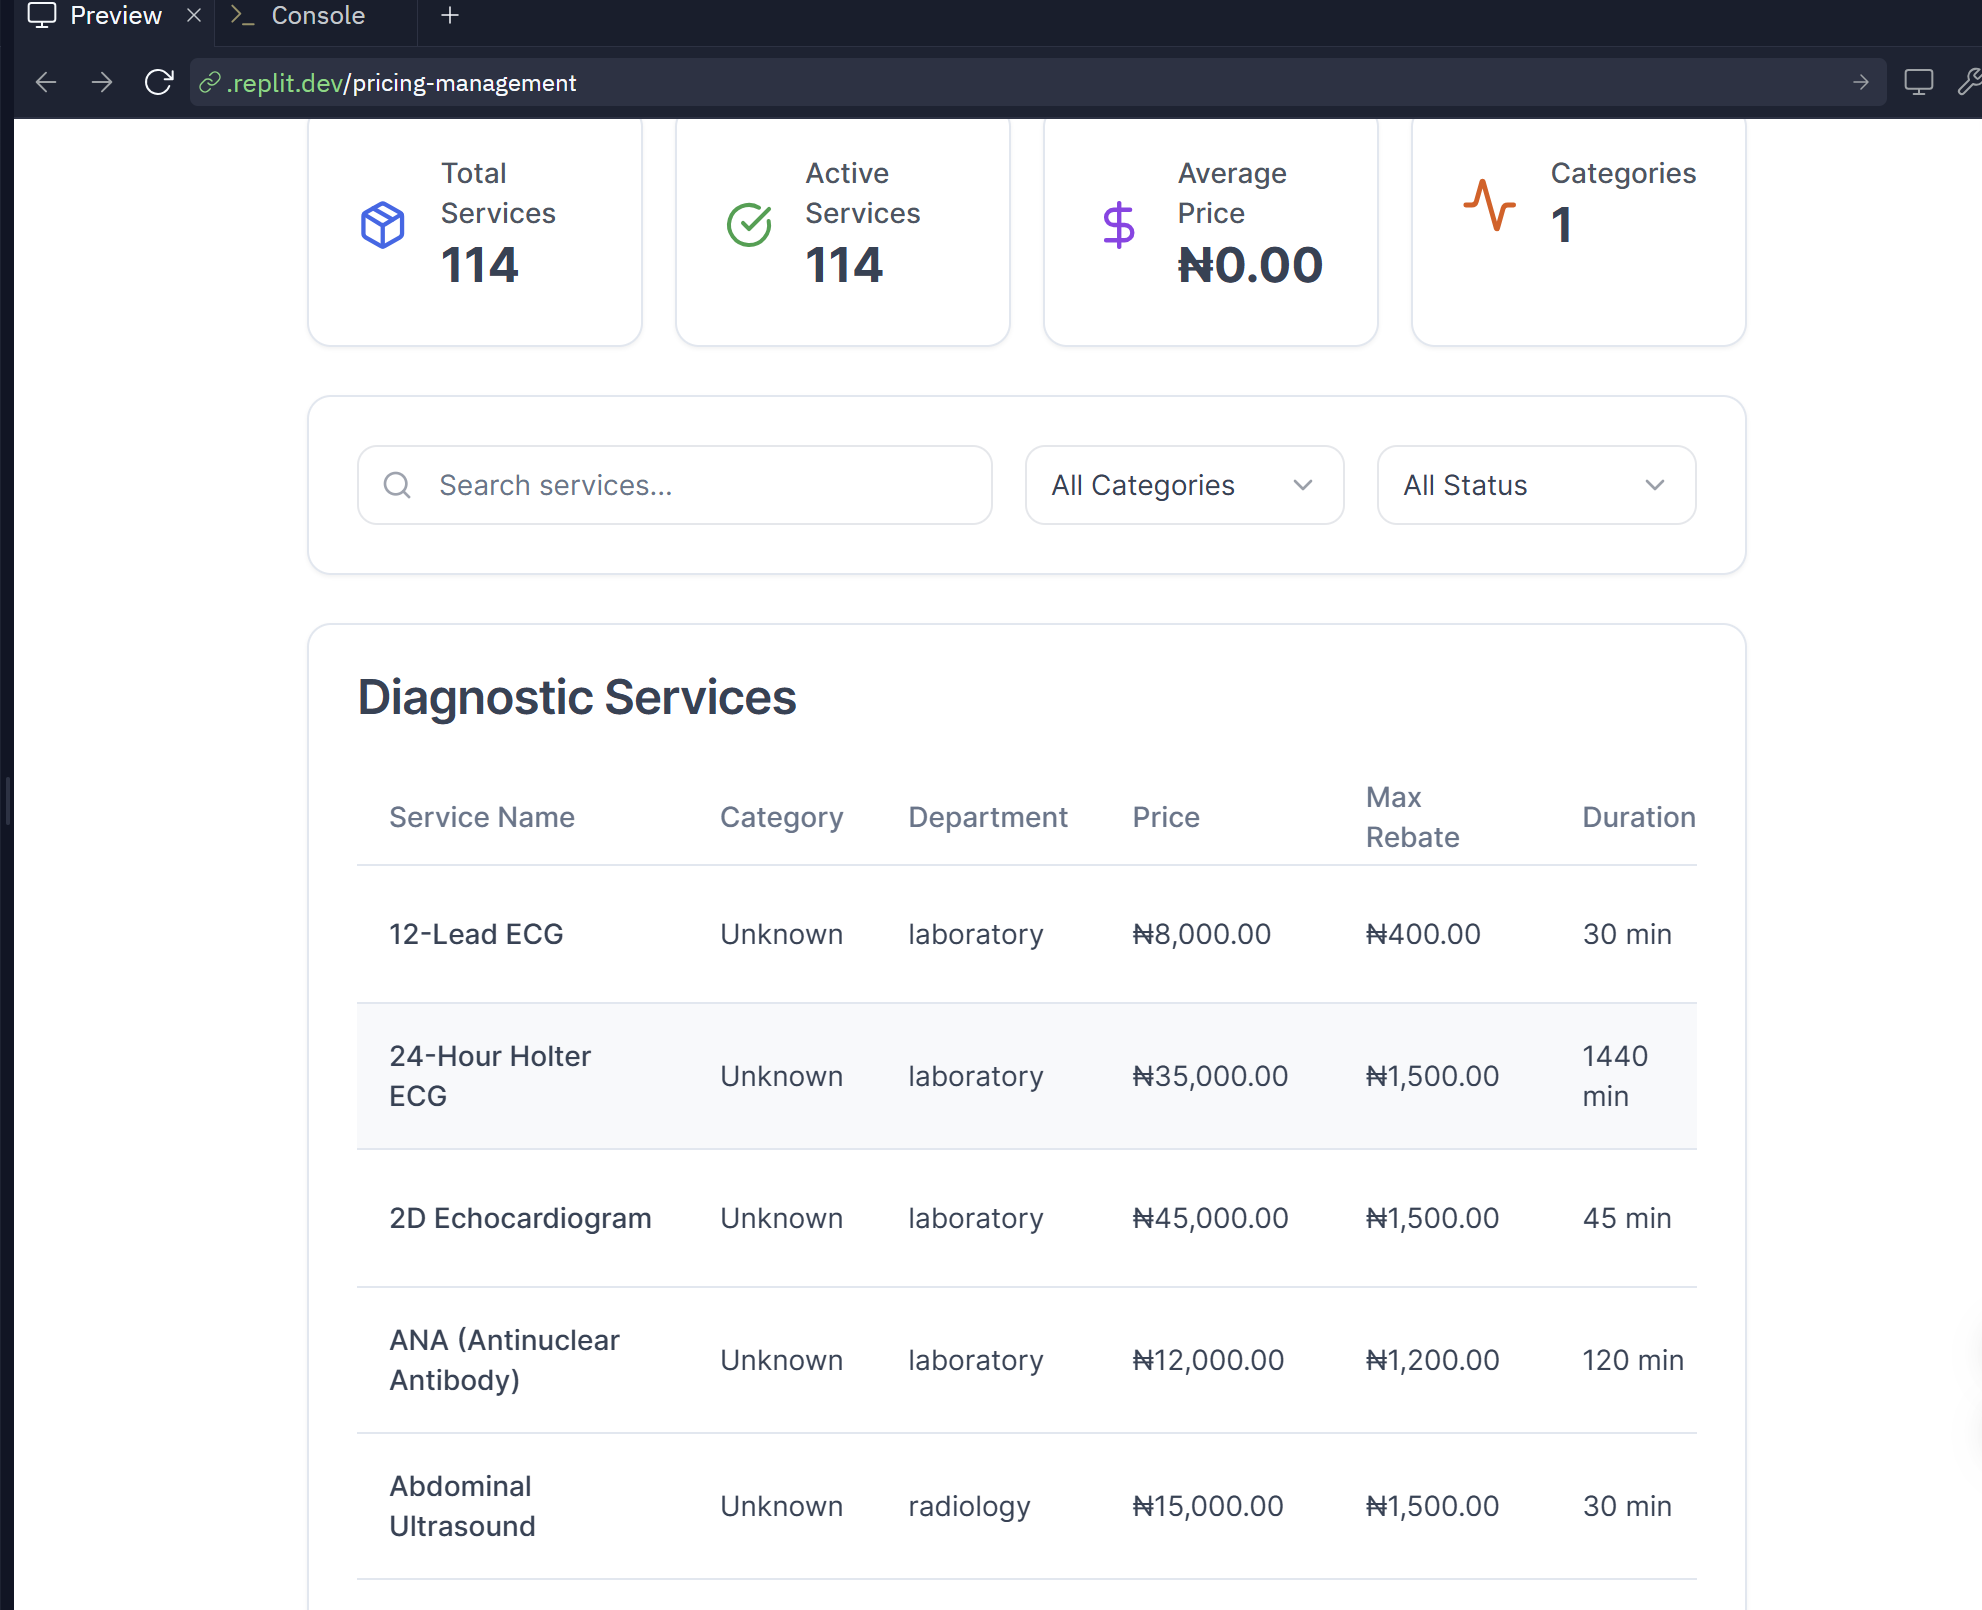 Preview
Console
.replit.dev/pricing-management
Total
Services
114
Active
Services
114
Average
Price
₦0.00
Categories
1
Search services...
All Categories
All Status
Diagnostic Services
Service Name Category Department Price Max Rebate Duration
12-Lead ECG Unknown laboratory ₦8,000.00 ₦400.00 30 min
24-Hour Holter ECG Unknown laboratory ₦35,000.00 ₦1,500.00 1440 min
2D Echocardiogram Unknown laboratory ₦45,000.00 ₦1,500.00 45 min
ANA (Antinuclear Antibody) Unknown laboratory ₦12,000.00 ₦1,200.00 120 min
Abdominal Ultrasound Unknown radiology ₦15,000.00 ₦1,500.00 30 min